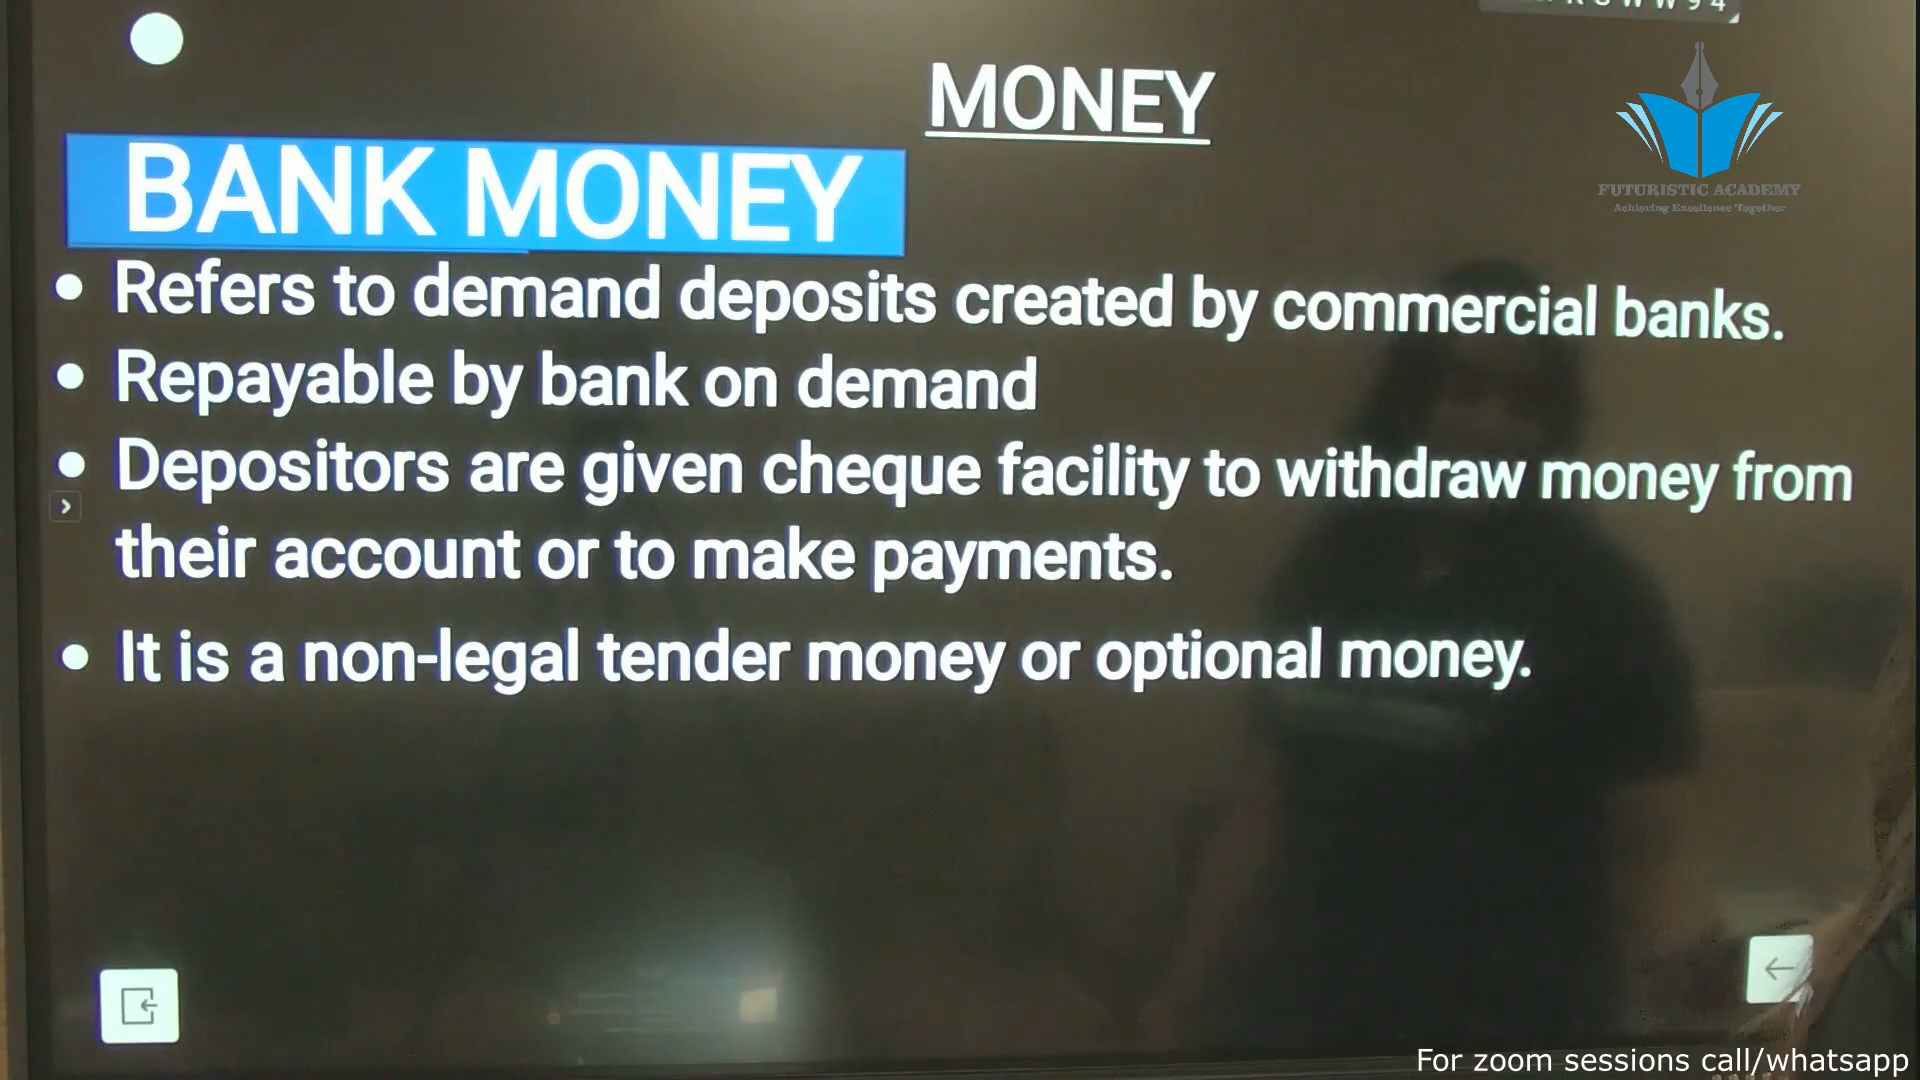 MONEY
FUTURISTIC ACADEMY
Achieving Excellence Together
BANK MONEY
• Refers to demand deposits created by commercial banks.
• Repayable by bank on demand
• Depositors are given cheque facility to withdraw money from
their account or to make payments.
• It is a non-legal tender money or optional money.
For zoom sessions call/whatsapp